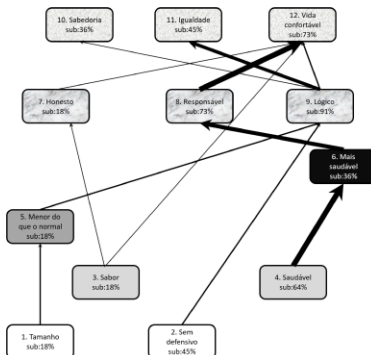 10. Sabedoria
sub:36%
11. Igualdade
sub:45%
12. Vida
confortável
sub:73%
7. Honesto
sub:18%
8. Responsavel
sub:73%
9. Lógico
sub:91%
6. Mais
saudável
sub:36%
5. Menor do
que o normal
sub:18%
3. Sabor
sub:18%
4. Saudável
sub:64%
1. Tamanho
sub:18%
2. Sem
defensivo
sub:45%